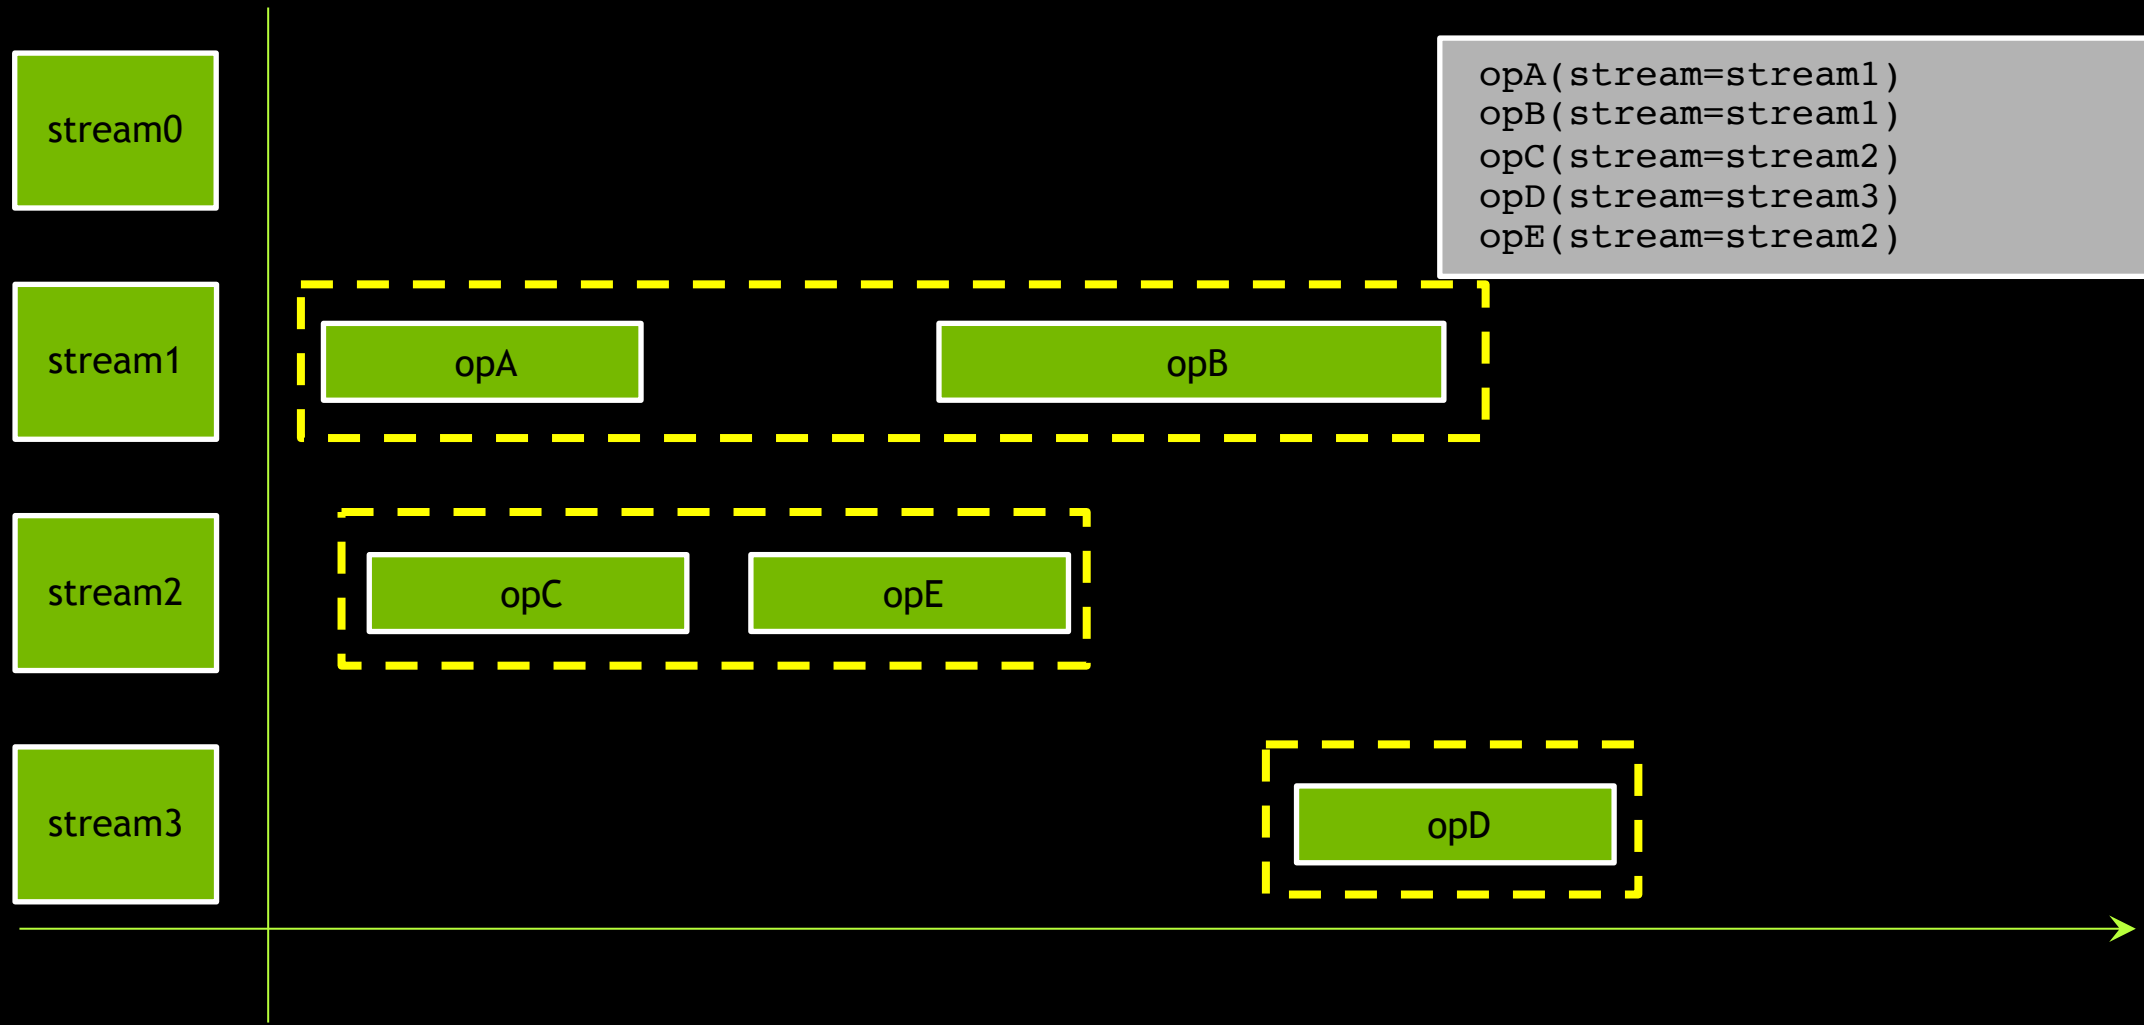 stream0
opA(stream=stream1)
opB(stream=stream1)
opC(stream=stream2)
opD(stream=stream3)
opE(stream=stream2)
stream1
opA
opB
stream2
opC
opE
stream3
opD